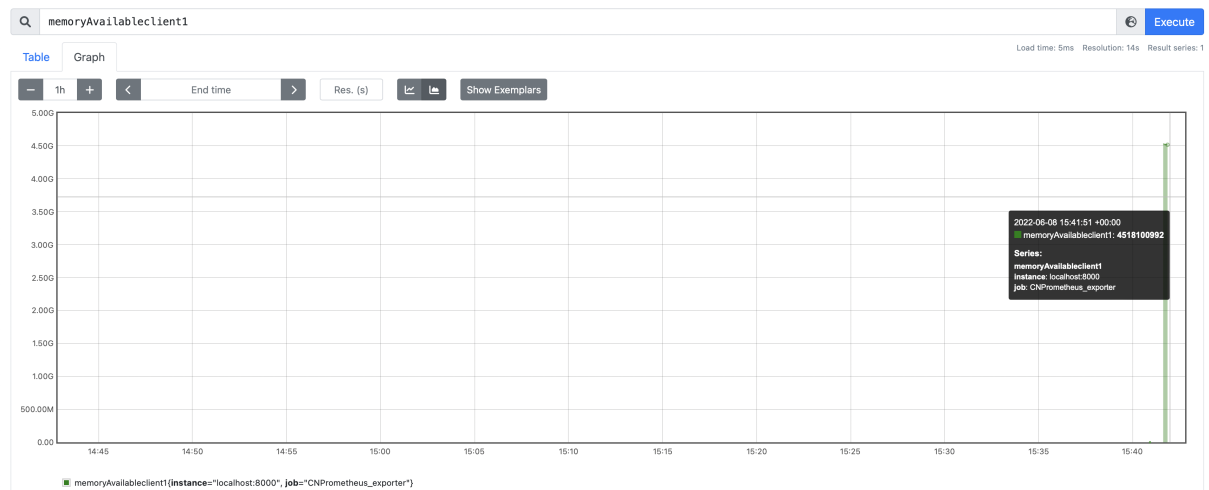 memoryAvailableclient1
Execute
Load time: 5ms Resolution: 14s Result series: 1
Table Graph
− 1h + < End time > Res. (s) Show Exemplars
5.00G
4.50G
4.00G
3.50G
3.00G
2.50G
2.00G
1.50G
1.00G
500.00M
0.00
2022-06-08 15:41:51 +00:00
memoryAvailableclient1: 4518100992
Series:
memoryAvailableclient1
instance: localhost:8000
job: CNPrometheus_exporter
14:45 14:50 14:55 15:00 15:05 15:10 15:15 15:20 15:25 15:30 15:35 15:40
memoryAvailableclient1{instance="localhost:8000", job="CNPrometheus_exporter"}